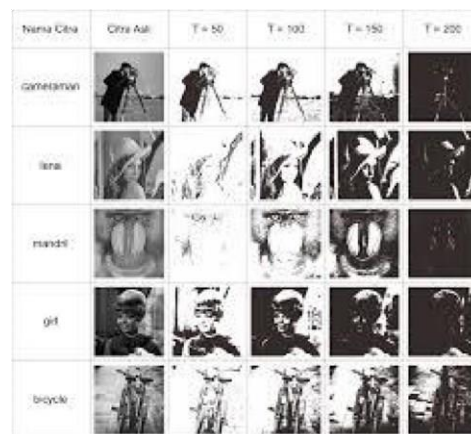 Nama Citra Citra Asli T = 50 T = 100 T = 150 T = 200
cameraman
lena
mandril
girl
bicycle